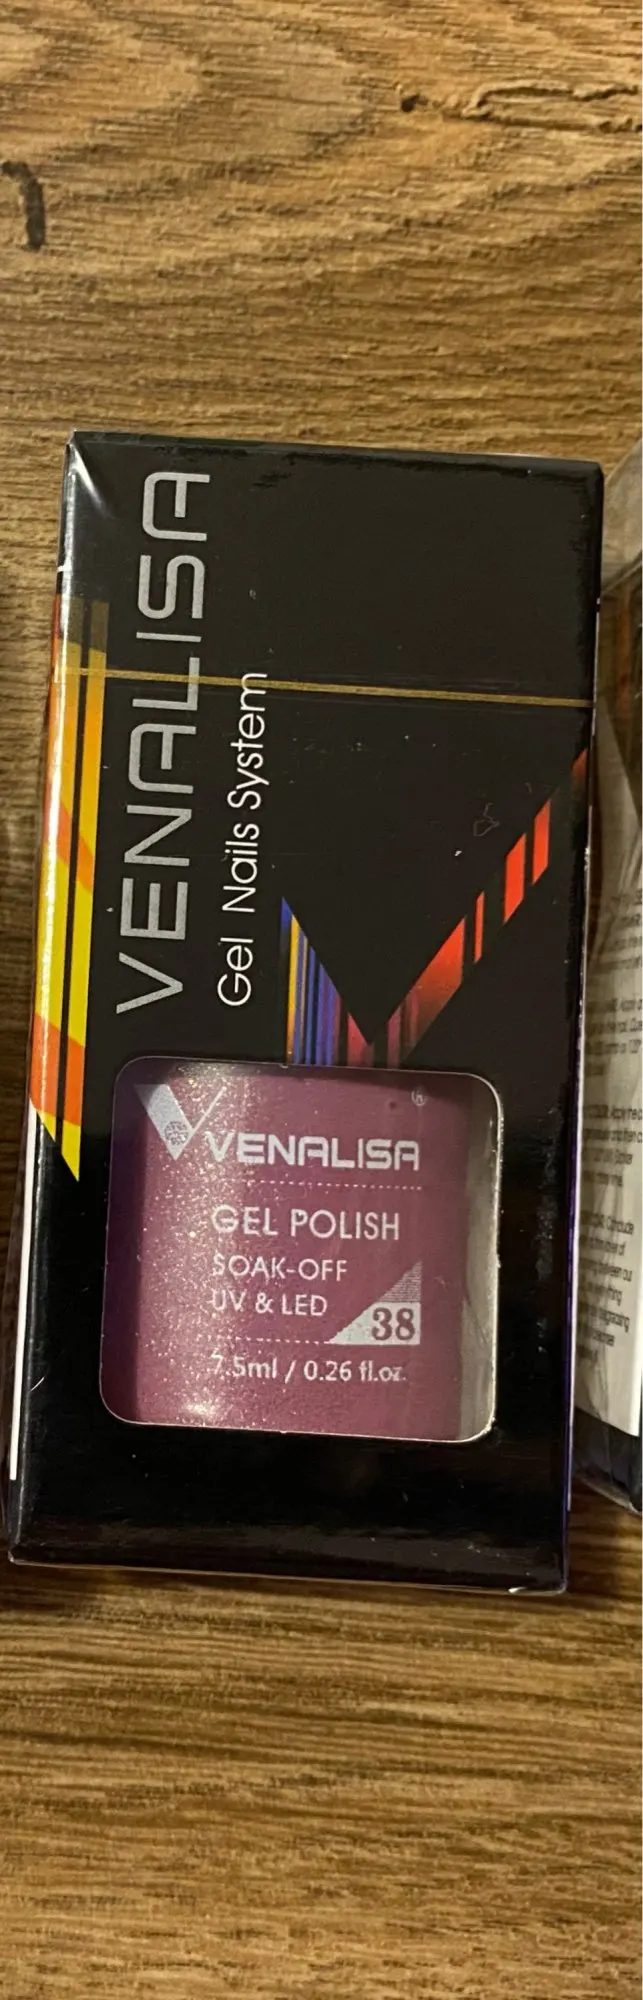 VENALISA
Gel Nails System
VENALISA
®
GEL POLISH
SOAK-OFF
UV & LED
38
7.5ml / 0.26 fl.oz.